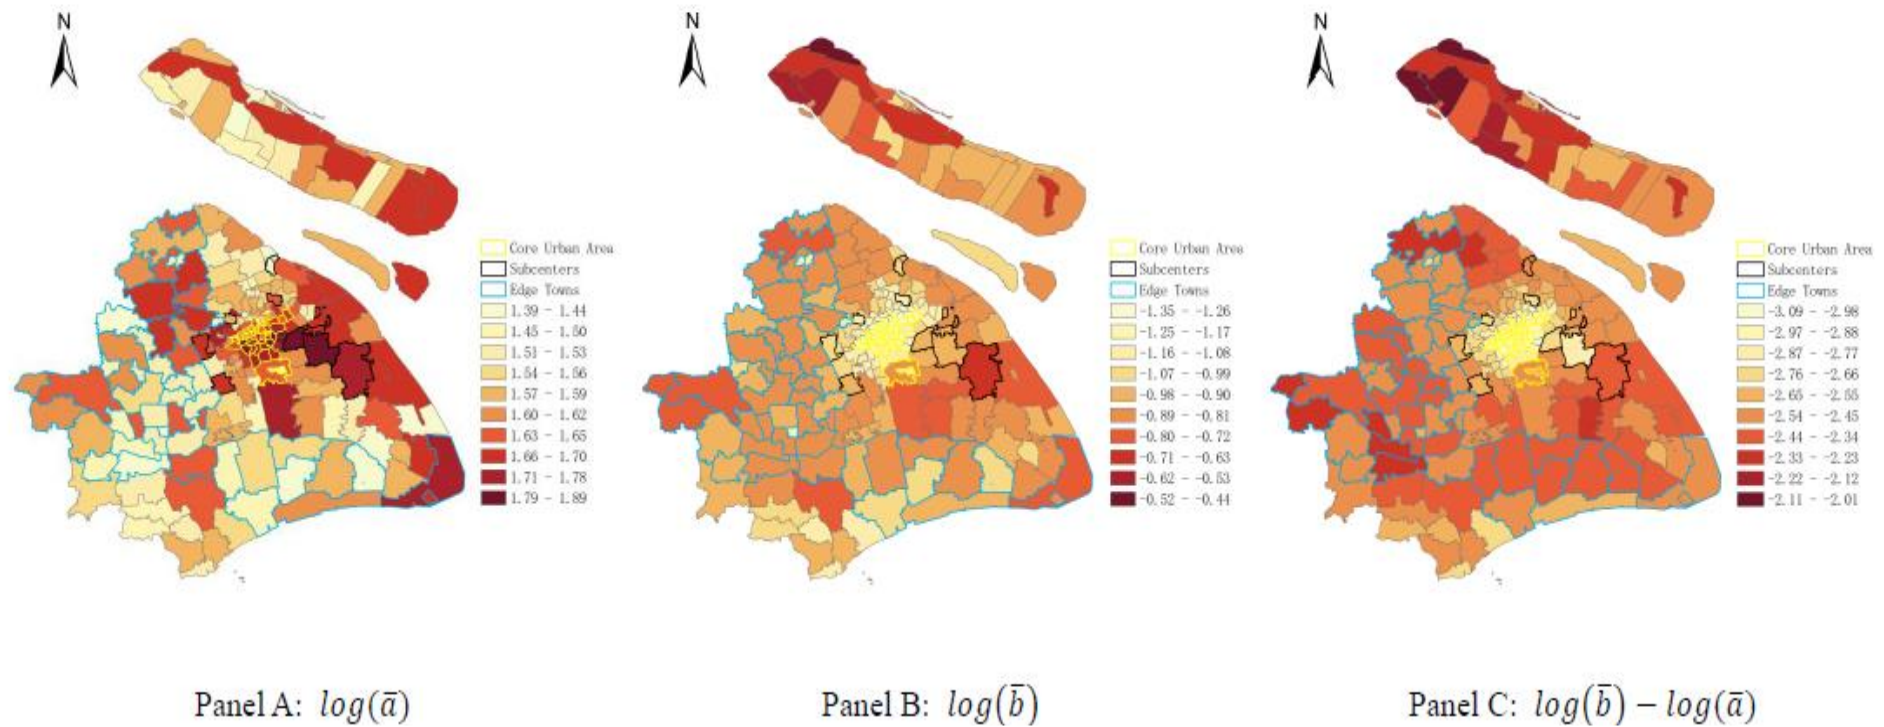 N
Core Urban Area
Subcenters
Edge Towns
1.39 - 1.44
1.45 - 1.50
1.51 - 1.53
1.54 - 1.56
1.57 - 1.59
1.60 - 1.62
1.63 - 1.65
1.66 - 1.70
1.71 - 1.78
1.79 - 1.89
Panel A: log(a̅)
N
Core Urban Area
Subcenters
Edge Towns
-1.35 - -1.26
-1.25 - -1.17
-1.16 - -1.08
-1.07 - -0.99
-0.98 - -0.90
-0.89 - -0.81
-0.80 - -0.72
-0.71 - -0.63
-0.62 - -0.53
-0.52 - -0.44
Panel B: log(b̅)
N
Core Urban Area
Subcenters
Edge Towns
-3.09 - -2.98
-2.97 - -2.88
-2.87 - -2.77
-2.76 - -2.66
-2.65 - -2.55
-2.54 - -2.45
-2.44 - -2.34
-2.33 - -2.23
-2.22 - -2.12
-2.11 - -2.01
Panel C: log(b̅) − log(a̅)